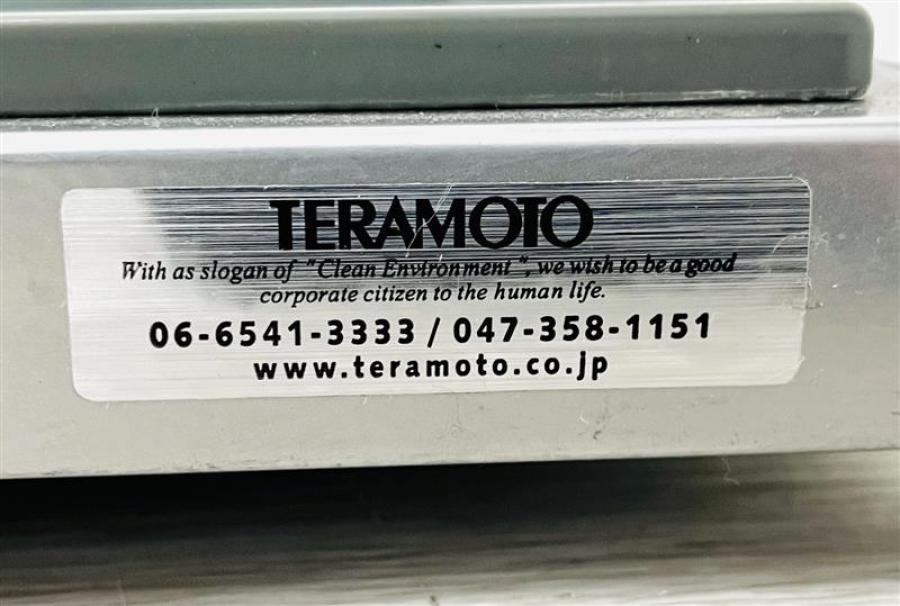 TERAMOTO
With as slogan of "Clean Environment", we wish to be a good
corporate citizen to the human life.
06-6541-3333 / 047-358-1151
www.teramoto.co.jp